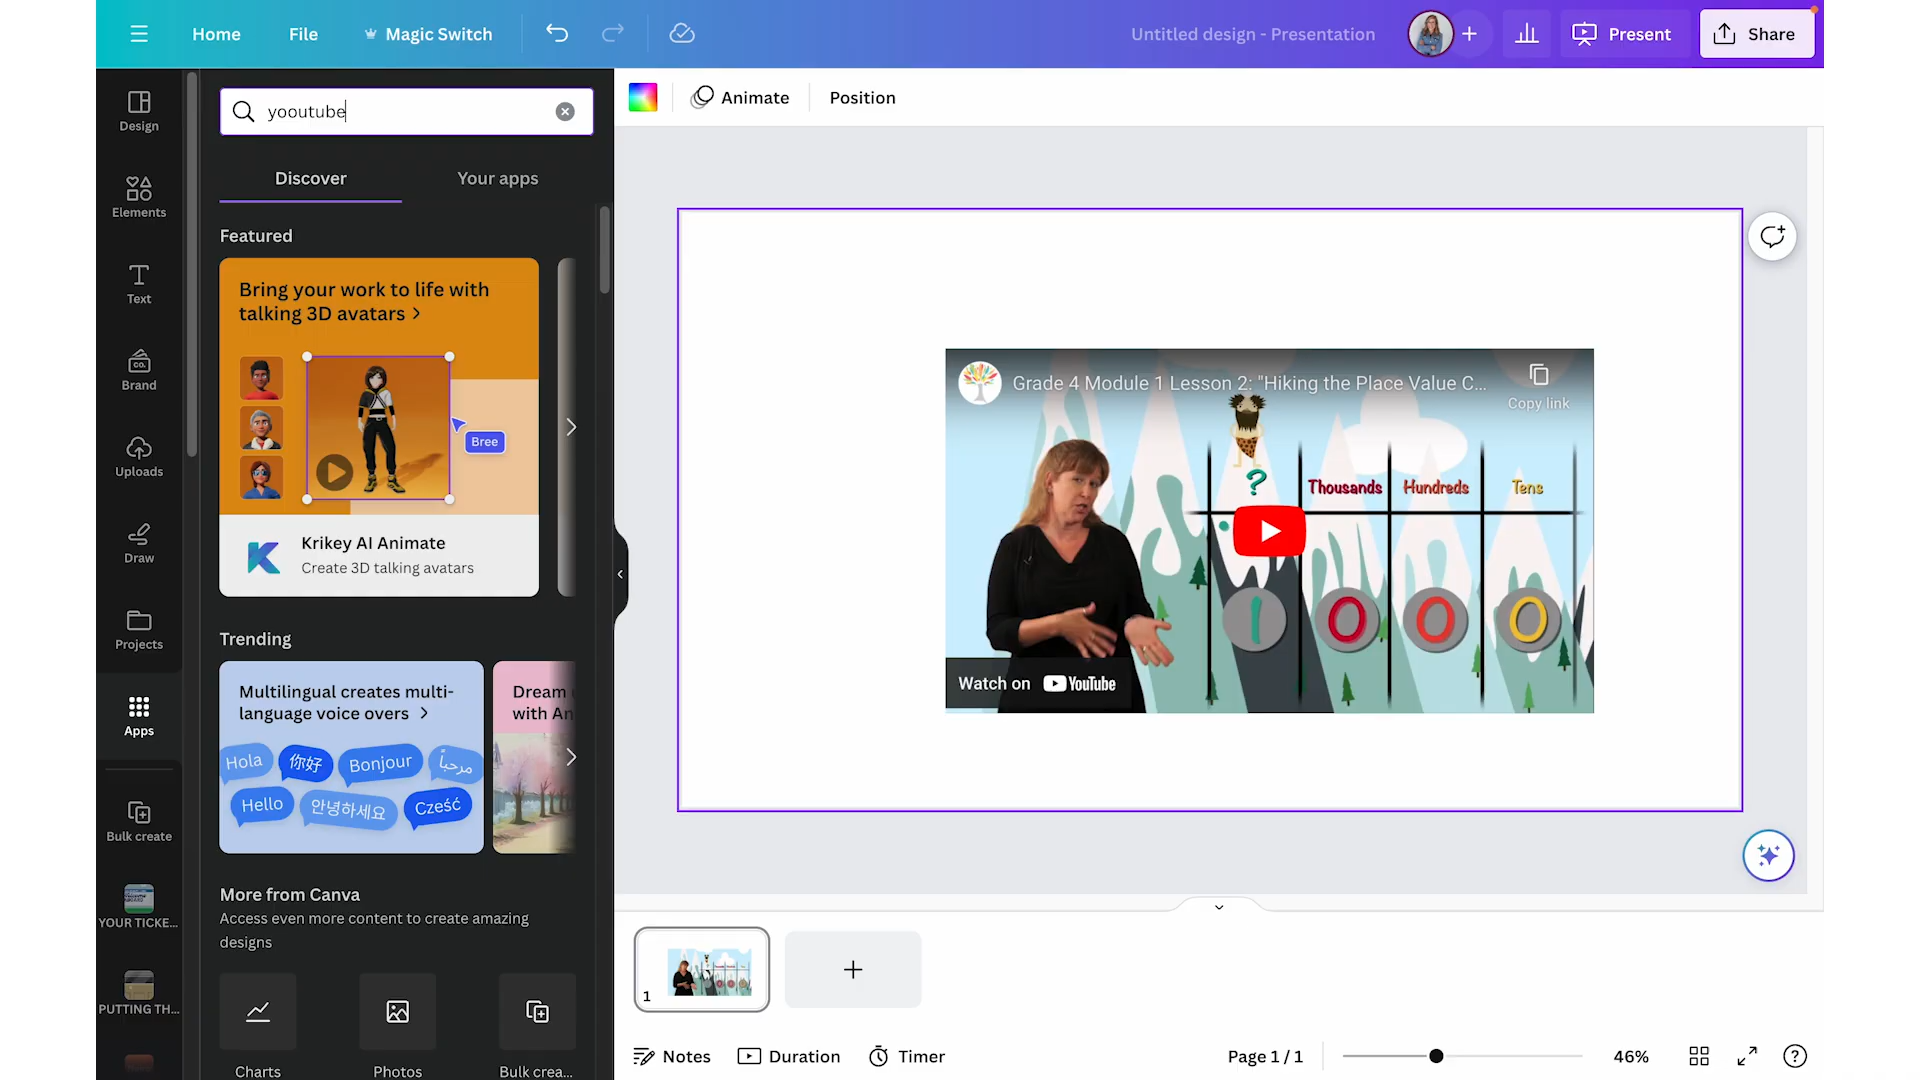 Home
File
Magic Switch
Untitled design - Presentation
Present
Share
Design
Elements
Text
Brand
CO.
Uploads
Draw
Projects
Apps
Bulk create
YOUR TICKE...
PUTTING TH...
yooutube
Discover
Your apps
Featured
Bring your work to life with
talking 3D avatars >
Bree
Krikey AI Animate
Create 3D talking avatars
Trending
Multilingual creates multi-
language voice overs >
Hola
你好
Bonjour
مرحباً
Hello
안녕하세요
Cześć
Dream
with An
More from Canva
Access even more content to create amazing
designs
Charts
Photos
Bulk crea...
Animate
Position
Grade 4 Module 1 Lesson 2: "Hiking the Place Value C...
Copy link
?
Thousands
Hundreds
Tens
1 0 0 0
Watch on YouTube
1
Notes
Duration
Timer
Page 1 / 1
46%